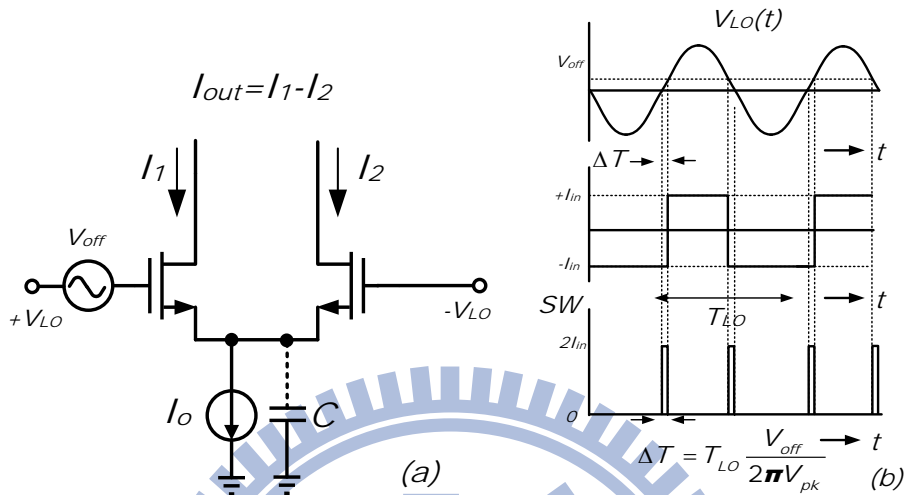 Iout=I1-I2
I1
I2
Voff
+VLO
-VLO
Io
C
(a)
VLO(t)
Voff
t
ΔT
+Iin
-Iin
t
SW
TLO
2Iin
0
t
ΔT = TLO Voff / 2πVpk
(b)